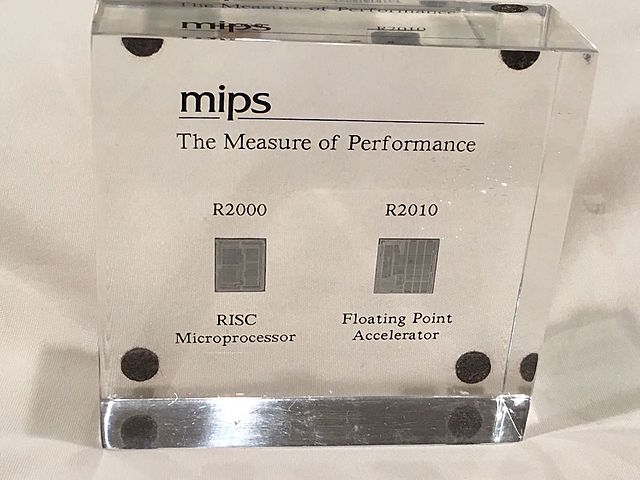 mips
The Measure of Performance
R2000 R2010
RISC Floating Point
Microprocessor Accelerator